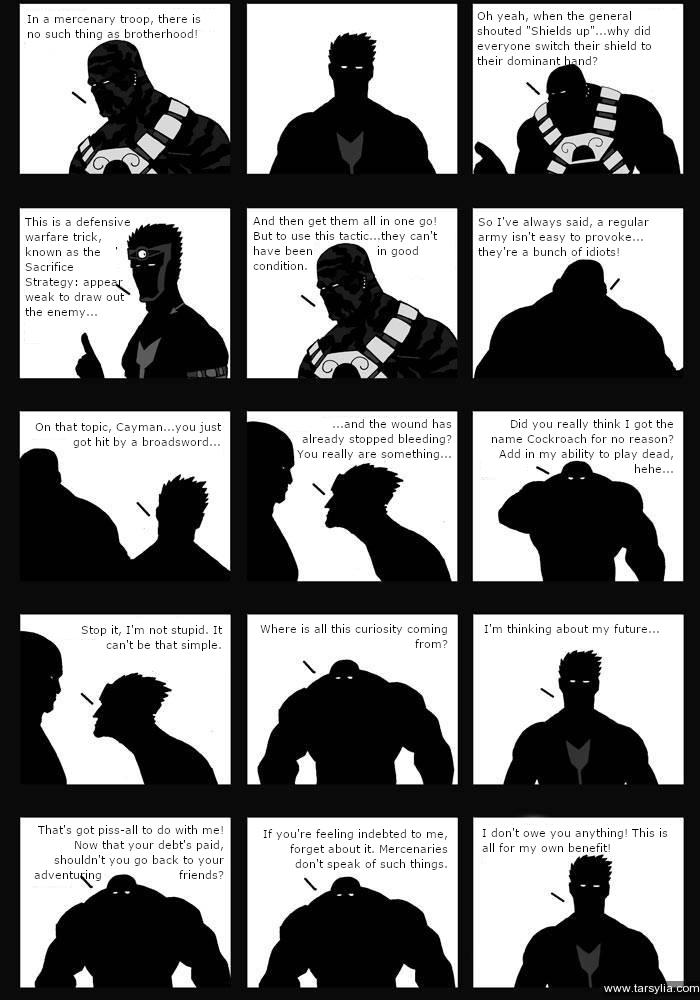 In a mercenary troop, there is
no such thing as brotherhood!
Oh yeah, when the general
shouted "Shields up"...why did
everyone switch their shield to
their dominant hand?
This is a defensive
warfare trick,
known as the
Sacrifice
Strategy: appear
weak to draw out
the enemy...
And then get them all in one go!
But to use this tactic...they can't
have been in good
condition.
So I've always said, a regular
army isn't easy to provoke...
they're a bunch of idiots!
On that topic, Cayman...you just
got hit by a broadsword...
...and the wound has
already stopped bleeding?
You really are something...
Did you really think I got the
name Cockroach for no reason?
Add in my ability to play dead,
hehe...
Stop it, I'm not stupid. It
can't be that simple.
Where is all this curiosity coming
from?
I'm thinking about my future...
That's got piss-all to do with me!
Now that your debt's paid,
shouldn't you go back to your
adventuring friends?
If you're feeling indebted to me,
forget about it. Mercenaries
don't speak of such things.
I don't owe you anything! This is
all for my own benefit!
www.tarsylia.com